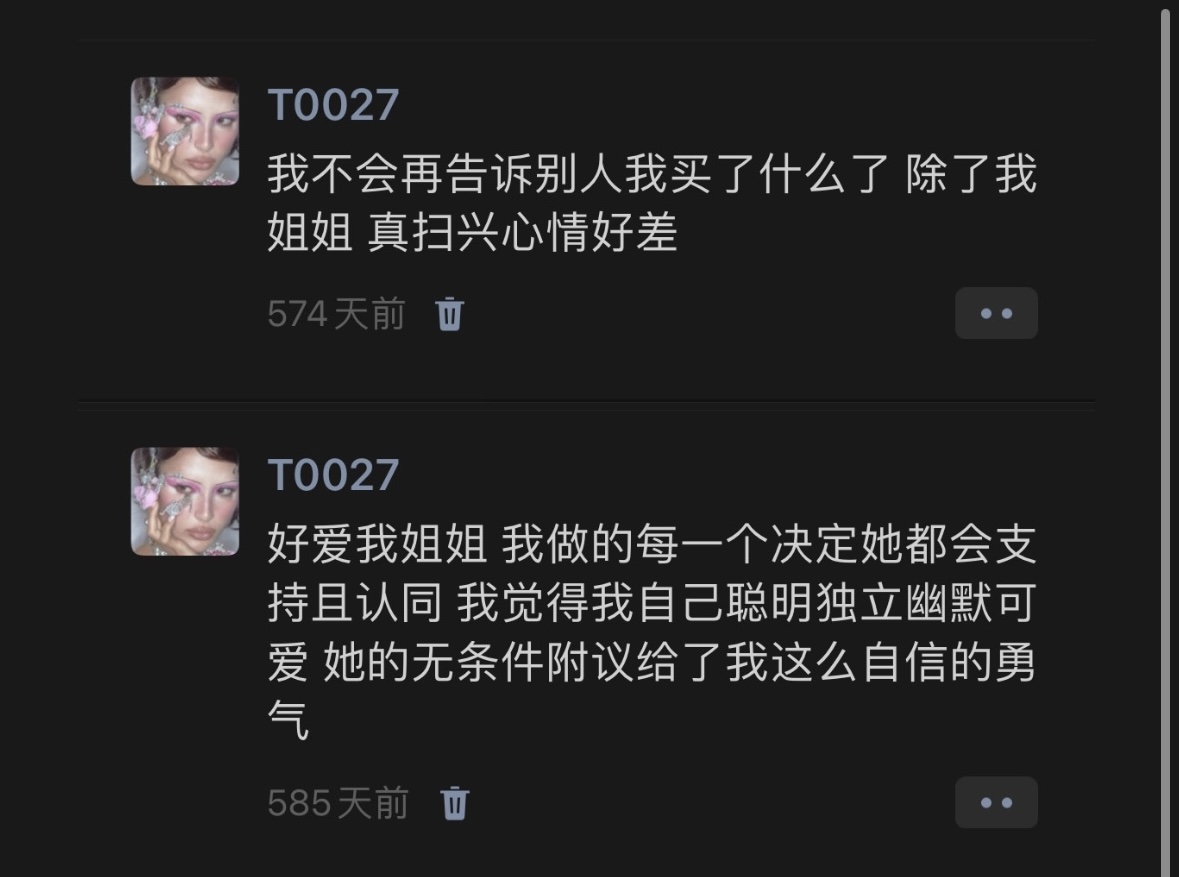 T0027
我不会再告诉别人我买了什么了 除了我
姐姐 真扫兴心情好差
574天前
T0027
好爱我姐姐 我做的每一个决定她都会支
持且认同 我觉得我自己聪明独立幽默可
爱 她的无条件附议给了我这么自信的勇
气
585天前